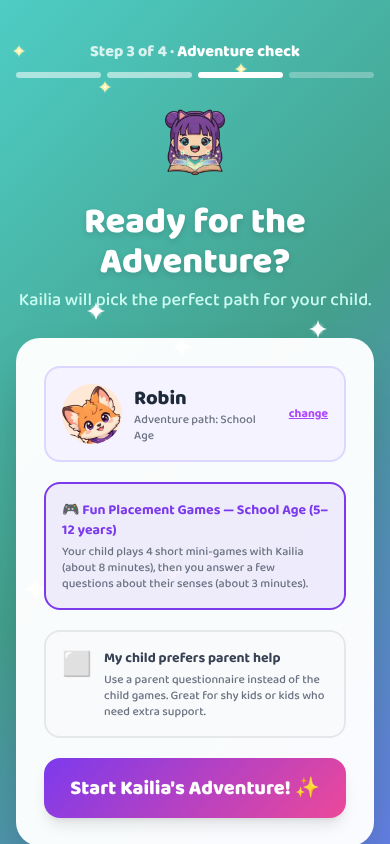 Step 3 of 4 · Adventure check
Ready for the
Adventure?
Kailia will pick the perfect path for your child.
Robin
Adventure path: School
Age
change
🎮 Fun Placement Games — School Age (5–
12 years)
Your child plays 4 short mini-games with Kailia
(about 8 minutes), then you answer a few
questions about their senses (about 3 minutes).
My child prefers parent help
Use a parent questionnaire instead of the
child games. Great for shy kids or kids who
need extra support.
Start Kailia's Adventure! ✨